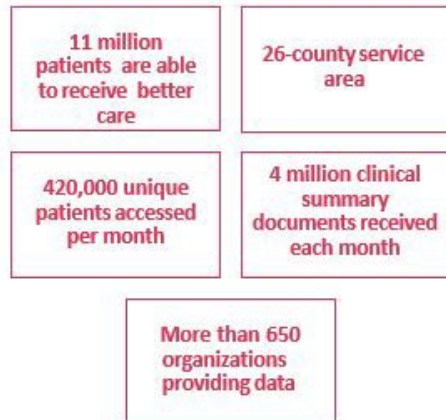 11 million
patients are able
to receive better
care
26-county service
area
420,000 unique
patients accessed
per month
4 million clinical
summary
documents received
each month
More than 650
organizations
providing data